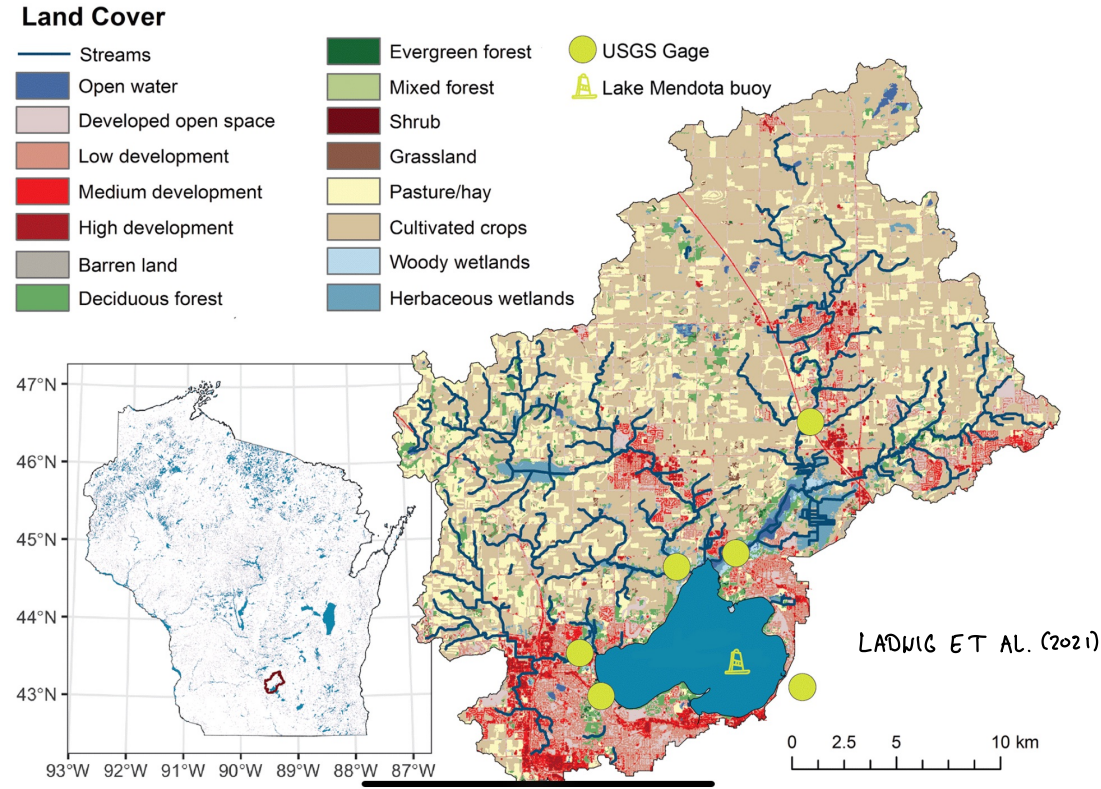 Land Cover
Streams
Open water
Developed open space
Low development
Medium development
High development
Barren land
Deciduous forest
Evergreen forest
Mixed forest
Shrub
Grassland
Pasture/hay
Cultivated crops
Woody wetlands
Herbaceous wetlands
USGS Gage
Lake Mendota buoy
47°N
46°N
45°N
44°N
43°N
93°W 92°W 91°W 90°W 89°W 88°W 87°W
LADWIG ET AL. (2021)
0 2.5 5 10 km